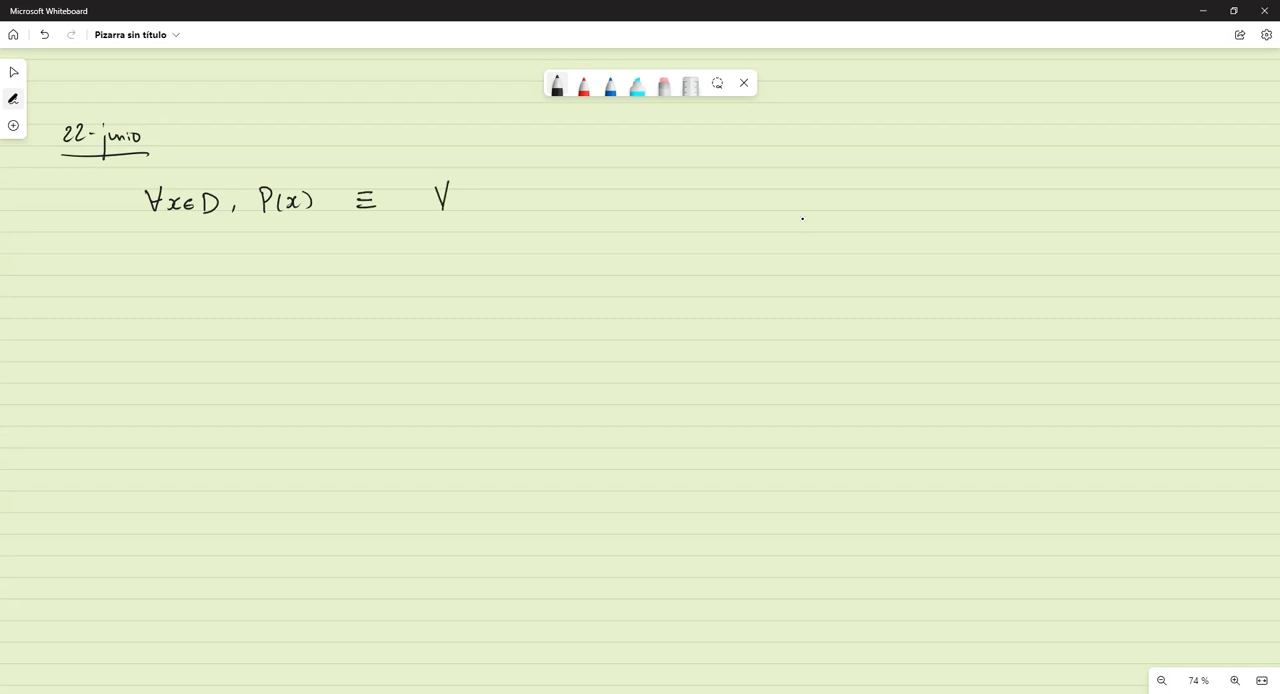 Microsoft Whiteboard
Pizarra sin título
22-junio
∀x∈D, P(x) ≡ V
74 %